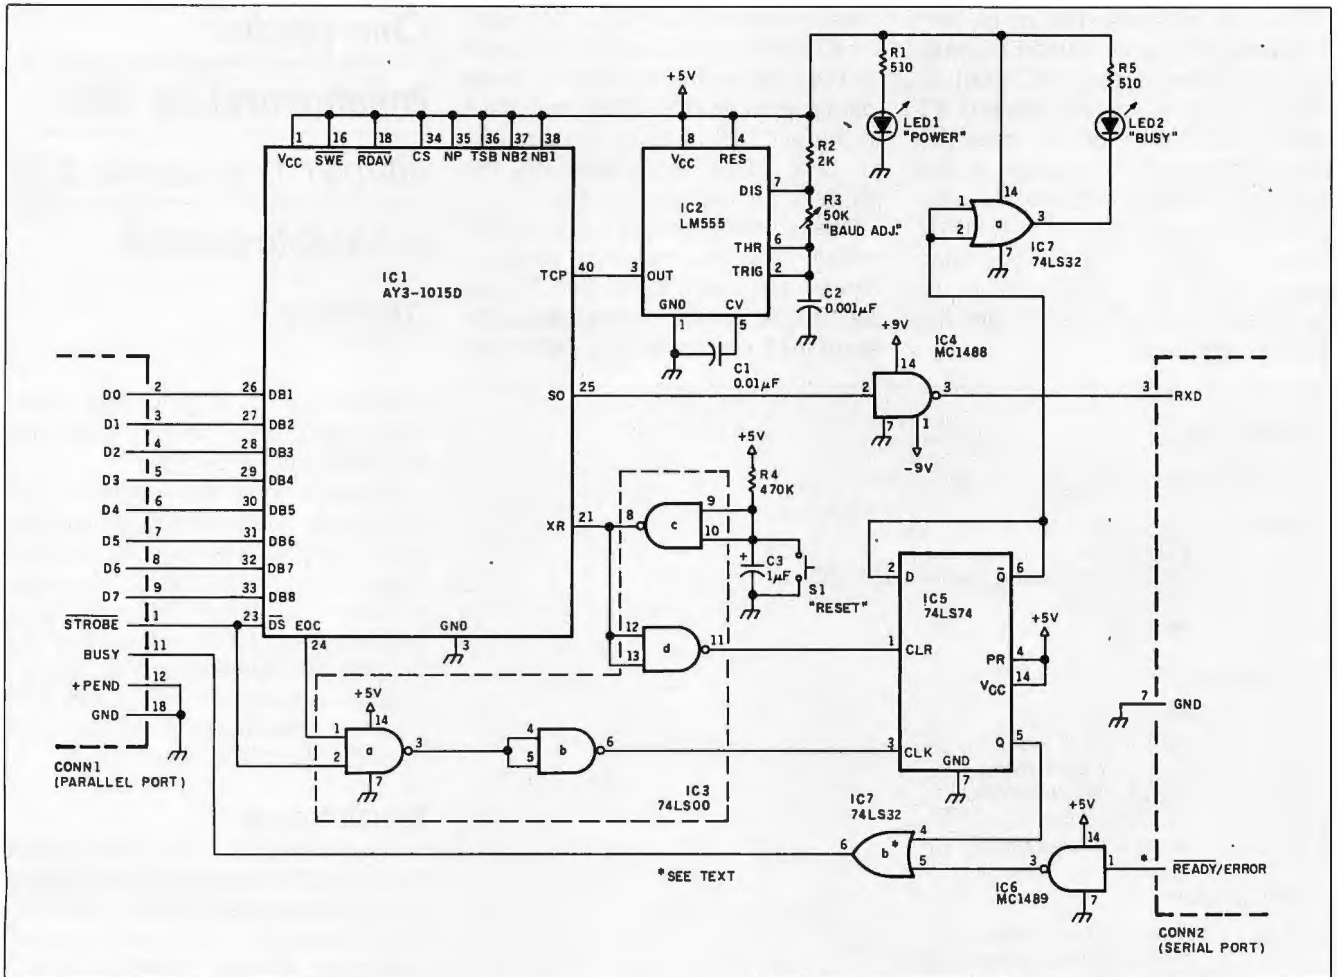 +5V
R1
510
R5
510
LED1
"POWER"
LED2
"BUSY"
1 16 18 34 35 36 37 38
VCC SWE RDAV CS NP TSB NB2 NB1
8 4
VCC RES
R2
2K
DIS 7
IC2
LM555
R3
50K
"BAUD ADJ."
THR 6
TRIG 2
14
1
2
a
3
7
IC7
74LS32
IC1
AY3-1015D
TCP 40
3 OUT
GND CV
1 5
C2
0.001µF
C1
0.01µF
+9V
IC4
MC1488
14
SO 25
2
3
7 1
-9V
3
RXD
D0 2 26 DB1
D1 3 27 DB2
D2 4 28 DB3
D3 5 29 DB4
D4 6 30 DB5
D5 7 31 DB6
D6 8 32 DB7
D7 9 33 DB8
STROBE 1 23 DS
EOC
24
GND
3
BUSY 11
+PEND 12
GND 18
CONN1
(PARALLEL PORT)
+5V
R4
470K
XR 21
8 c 9
10
+
C3
1µF
S1
"RESET"
12
13
d
11
+5V
14
1
2
a
3
7
4
5
b
6
IC3
74LS00
2 D
Q 6
IC5
74LS74
+5V
1 CLR
PR 4
VCC 14
Q 5
3 CLK
GND
7
7
GND
IC7
74LS32
6
b*
4
5
*SEE TEXT
+5V
14
3
1
*
READY/ERROR
7
IC6
MC1489
CONN2
(SERIAL PORT)